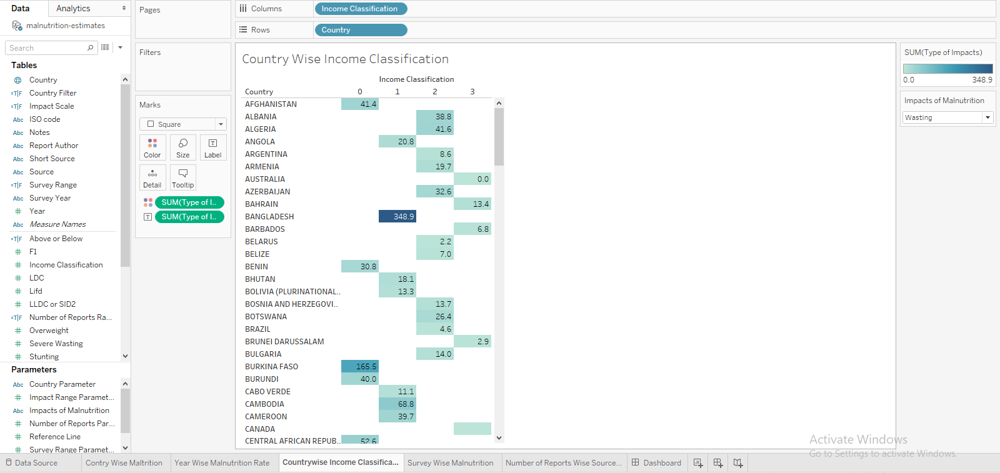 Data
Analytics
malnutrition-estimates
Search
Tables
Country
=T|F Country Filter
=T|F Impact Scale
Abc ISO code
Abc Notes
Abc Report Author
Abc Short Source
Abc Source
=T|F Survey Range
Abc Survey Year
# Year
Abc Measure Names
=T|F Above or Below
# F1
# Income Classification
# LDC
# Lifd
# LLDC or SID2
=T|F Number of Reports Ra...
# Overweight
# Severe Wasting
# Stunting
Parameters
Abc Country Parameter
# Impact Range Paramet...
Abc Impacts of Malnutrition
# Number of Reports Par...
# Reference Line
# Survey Range Paramet...
Pages
Filters
Marks
Square
Color Size Label
Detail Tooltip
SUM(Type of I..
T SUM(Type of I..
Columns Income Classification
Rows Country
Country Wise Income Classification
Income Classification
Country 0 1 2 3
AFGHANISTAN 41.4
ALBANIA 38.8
ALGERIA 41.6
ANGOLA 20.8
ARGENTINA 8.6
ARMENIA 19.7
AUSTRALIA 0.0
AZERBAIJAN 32.6
BAHRAIN 13.4
BANGLADESH 348.9
BARBADOS 6.8
BELARUS 2.2
BELIZE 7.0
BENIN 30.8
BHUTAN 18.1
BOLIVIA (PLURINATIONAL.. 13.3
BOSNIA AND HERZEGOVI.. 13.7
BOTSWANA 26.4
BRAZIL 4.6
BRUNEI DARUSSALAM 2.9
BULGARIA 14.0
BURKINA FASO 165.5
BURUNDI 40.0
CABO VERDE 11.1
CAMBODIA 68.8
CAMEROON 39.7
CANADA
CENTRAL AFRICAN REPUB.. 52.6
SUM(Type of Impacts)
0.0 348.9
Impacts of Malnutrition
Wasting
Activate Windows
Go to Settings to activate Windows.
Data Source
Contry Wise Maltrition
Year Wise Malnutrition Rate
Countrywise Income Classifica...
Survey Wise Malnutrition
Number of Reports Wise Source...
Dashboard